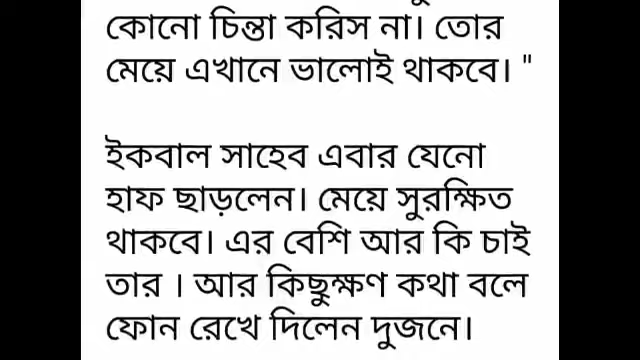 কোনো চিন্তা করিস না। তোর
মেয়ে এখানে ভালোই থাকবে। "
ইকবাল সাহেব এবার যেনো
হাফ ছাড়লেন। মেয়ে সুরক্ষিত
থাকবে। এর বেশি আর কি চাই
তার । আর কিছুক্ষণ কথা বলে
ফোন রেখে দিলেন দুজনে।